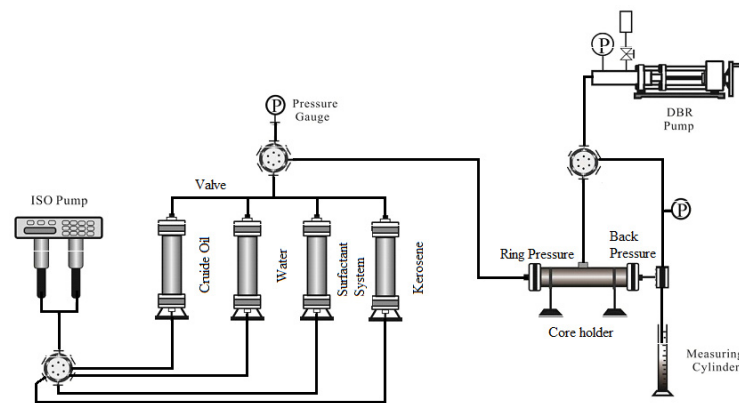 P
DBR
Pump
P
Pressure
Gauge
ISO Pump
Valve
Cruide Oil
Water
Surfactant
System
Kerosene
Ring Pressure
Back
Pressure
P
Core holder
Measuring
Cylinder